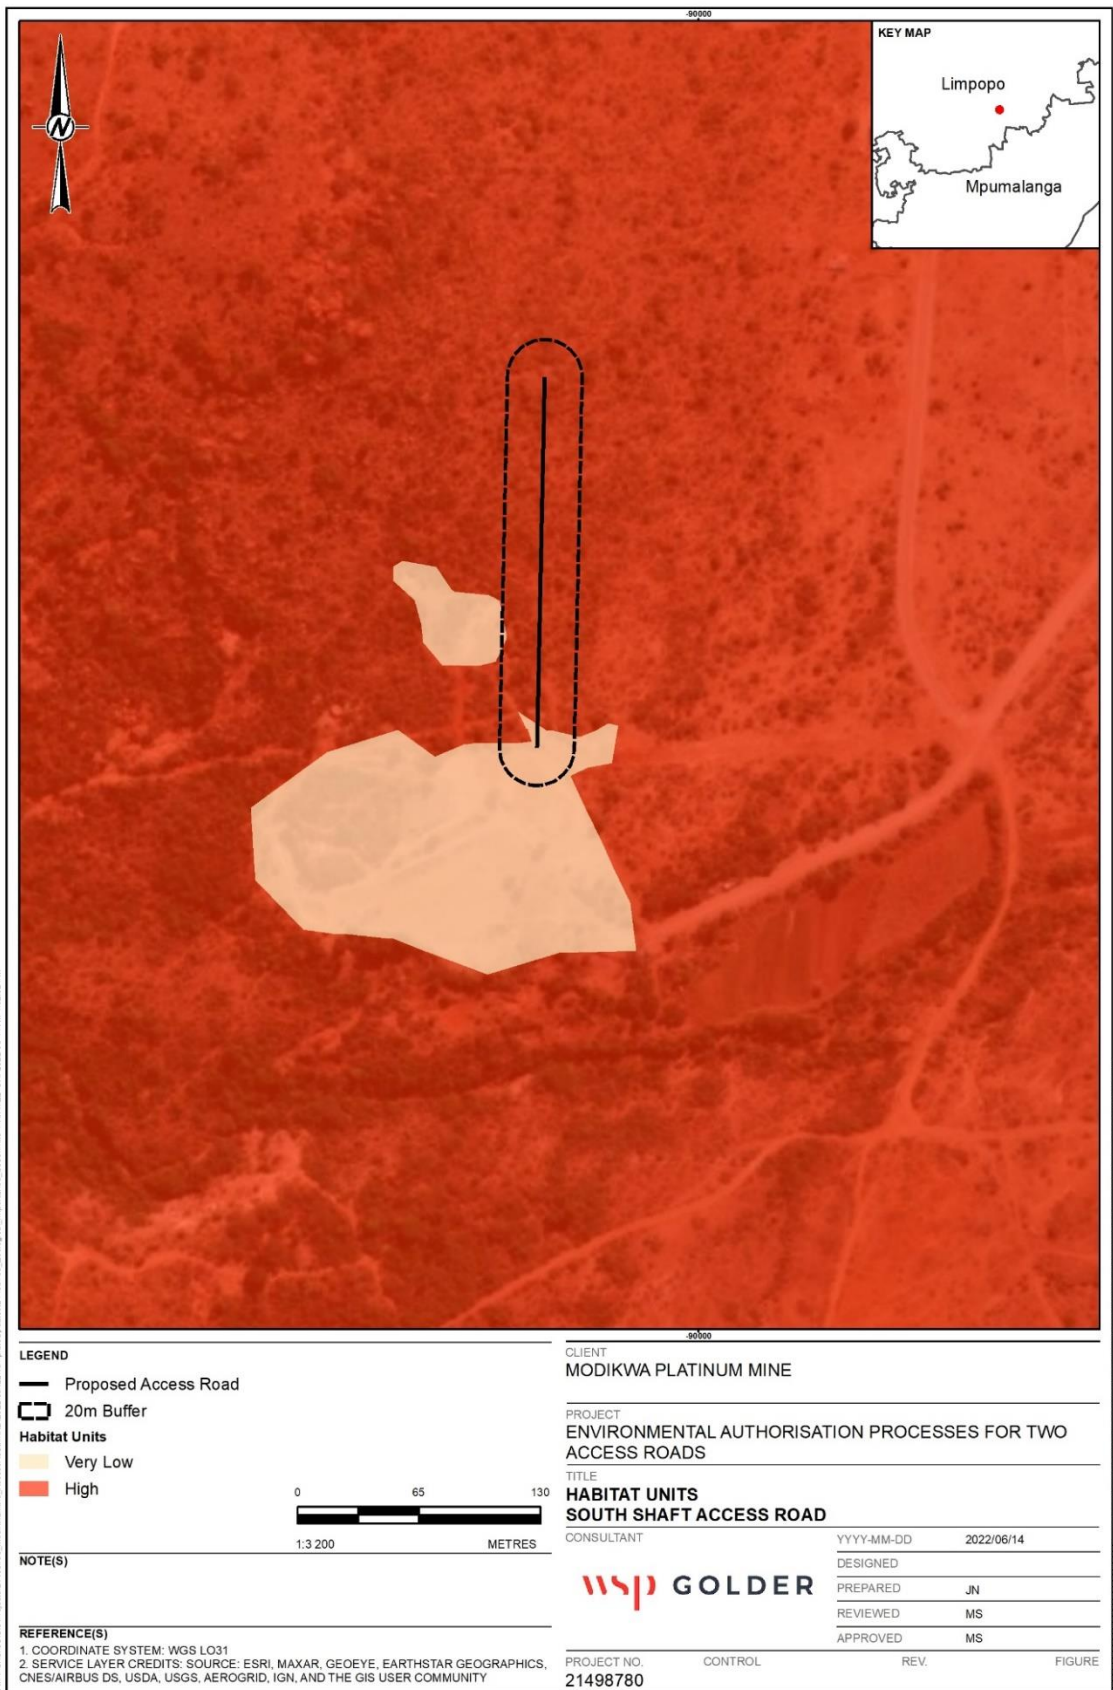 -90000
KEY MAP
Limpopo
Mpumalanga
N
-90000
LEGEND
Proposed Access Road
20m Buffer
Habitat Units
Very Low
High
0 65 130
1:3 200 METRES
NOTE(S)
REFERENCE(S)
1. COORDINATE SYSTEM: WGS LO31
2. SERVICE LAYER CREDITS: SOURCE: ESRI, MAXAR, GEOEYE, EARTHSTAR GEOGRAPHICS,
CNES/AIRBUS DS, USDA, USGS, AEROGRID, IGN, AND THE GIS USER COMMUNITY
CLIENT
MODIKWA PLATINUM MINE
PROJECT
ENVIRONMENTAL AUTHORISATION PROCESSES FOR TWO
ACCESS ROADS
TITLE
HABITAT UNITS
SOUTH SHAFT ACCESS ROAD
CONSULTANT
wsp GOLDER
YYYY-MM-DD 2022/06/14
DESIGNED
PREPARED JN
REVIEWED MS
APPROVED MS
PROJECT NO. CONTROL REV. FIGURE
21498780